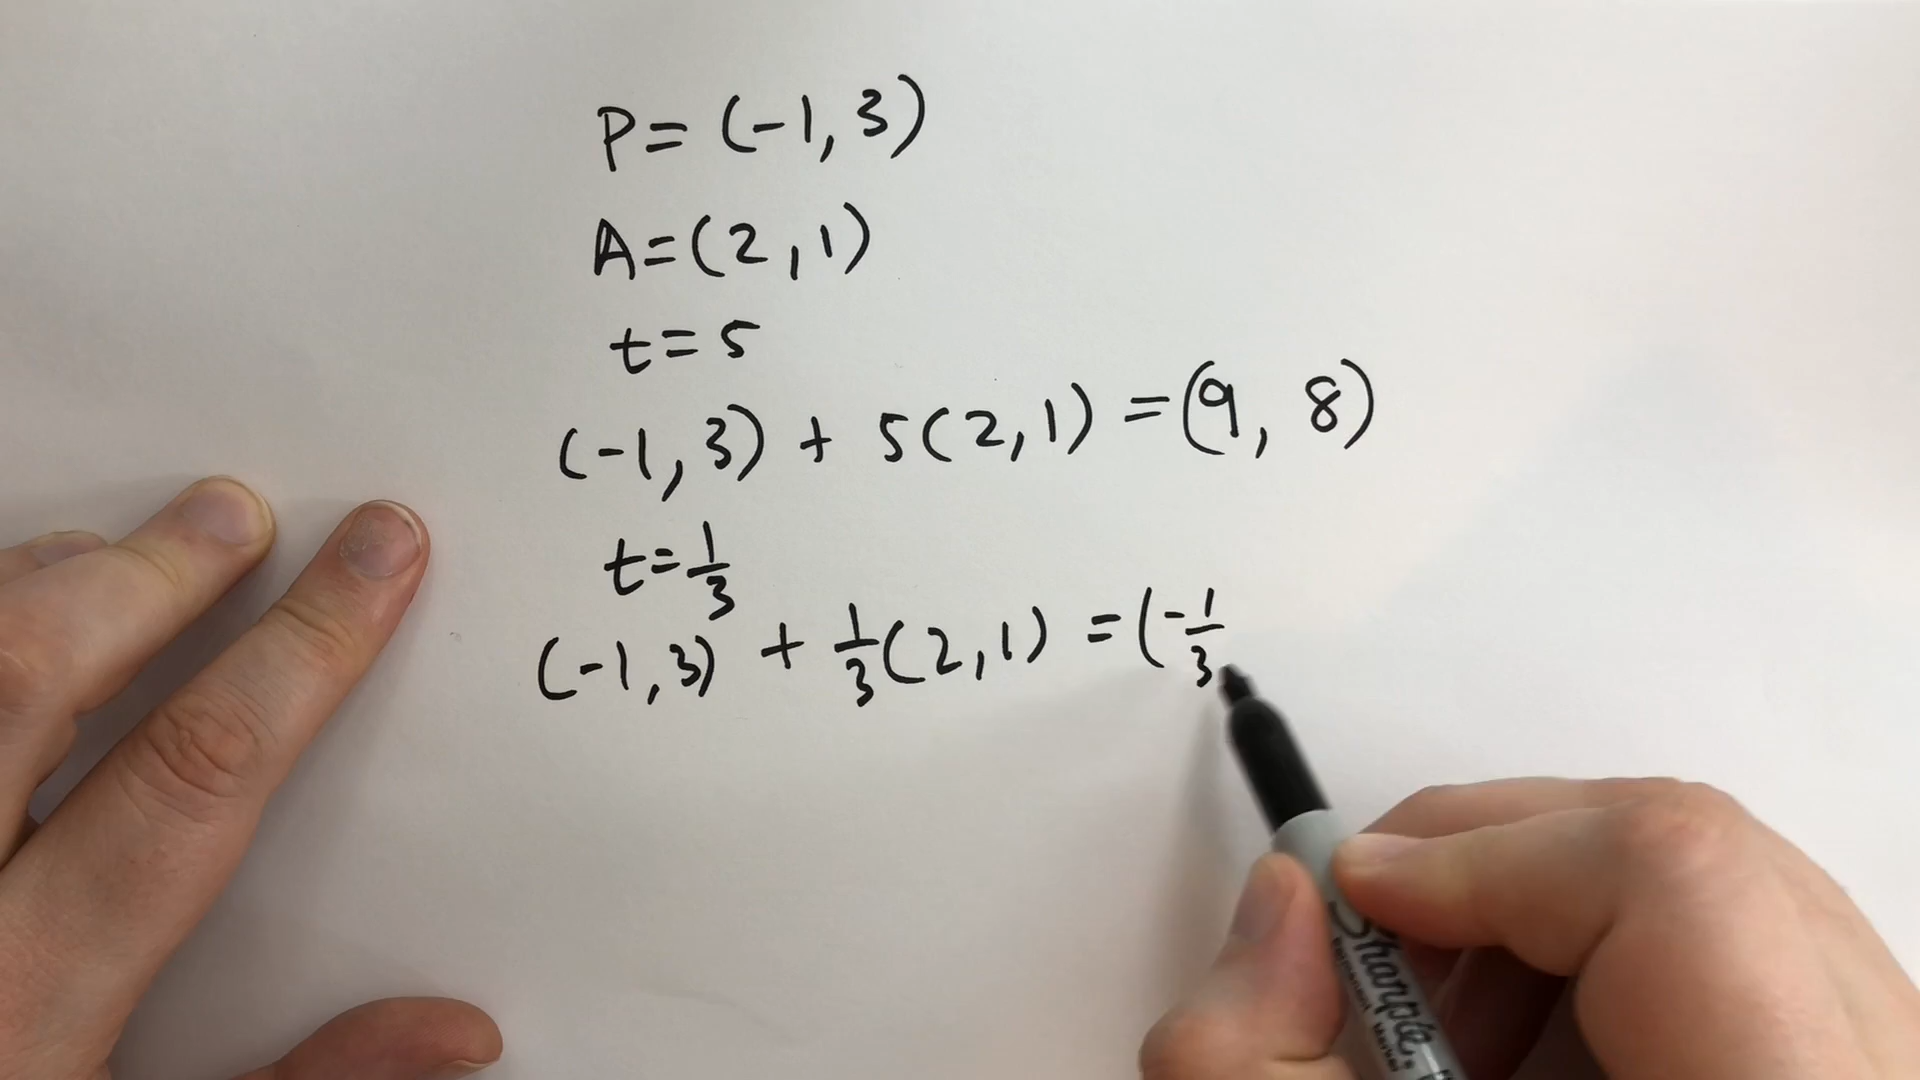 P=(-1,3)
A=(2,1)
t=5
(-1,3)+5(2,1)=(9,8)
t=1/3
(-1,3)+1/3(2,1)=(-1/3
Sharpie